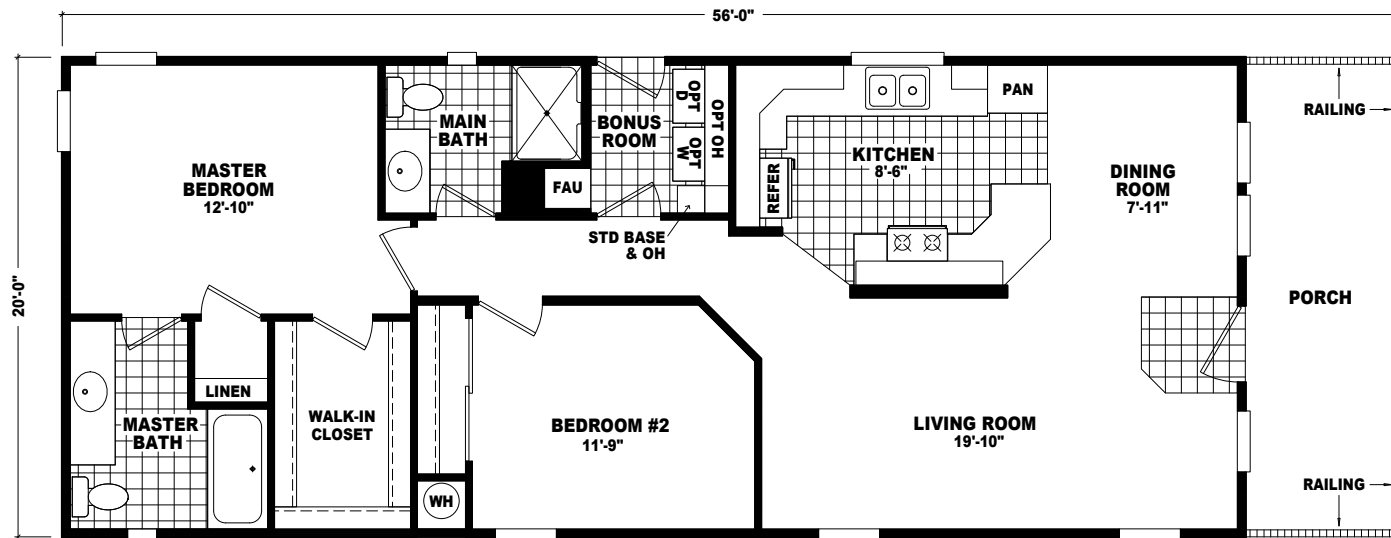 56'-0"
20'-0"
MASTER
BEDROOM
12'-10"
MAIN
BATH
FAU
BONUS
ROOM
OPT
D
OPT
W
OPT OH
STD BASE
& OH
REFER
KITCHEN
8'-6"
PAN
DINING
ROOM
7'-11"
RAILING
PORCH
RAILING
LINEN
MASTER
BATH
WALK-IN
CLOSET
WH
BEDROOM #2
11'-9"
LIVING ROOM
19'-10"